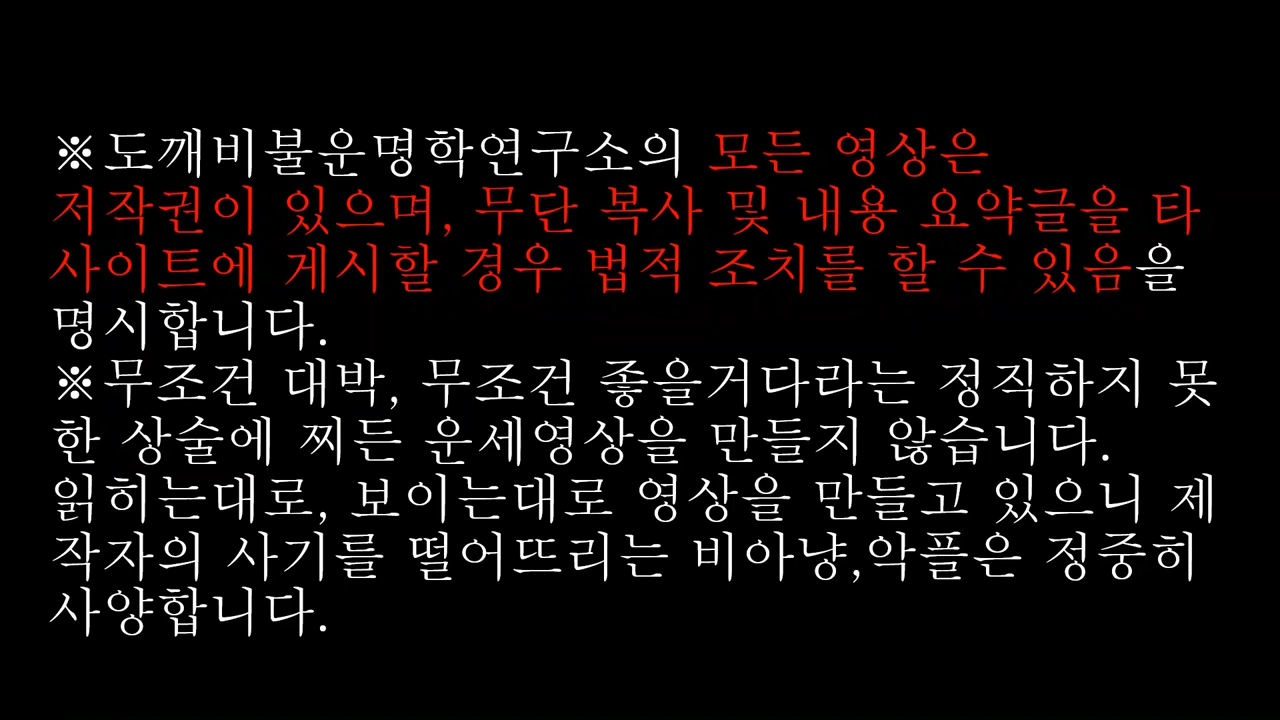 ※도깨비불운명학연구소의 모든 영상은
저작권이 있으며, 무단 복사 및 내용 요약글을 타
사이트에 게시할 경우 법적 조치를 할 수 있음을
명시합니다.
※무조건 대박, 무조건 좋을거다라는 정직하지 못
한 상술에 찌든 운세영상을 만들지 않습니다.
읽히는대로, 보이는대로 영상을 만들고 있으니 제
작자의 사기를 떨어뜨리는 비아냥,악플은 정중히
사양합니다.